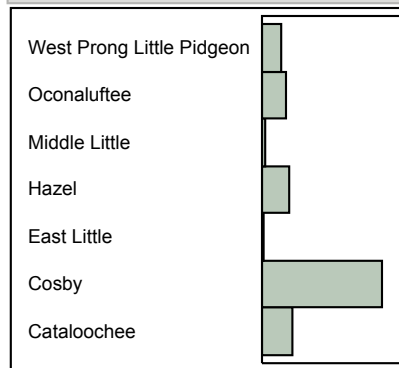 West Prong Little Pidgeon
Oconaluftee
Middle Little
Hazel
East Little
Cosby
Cataloochee